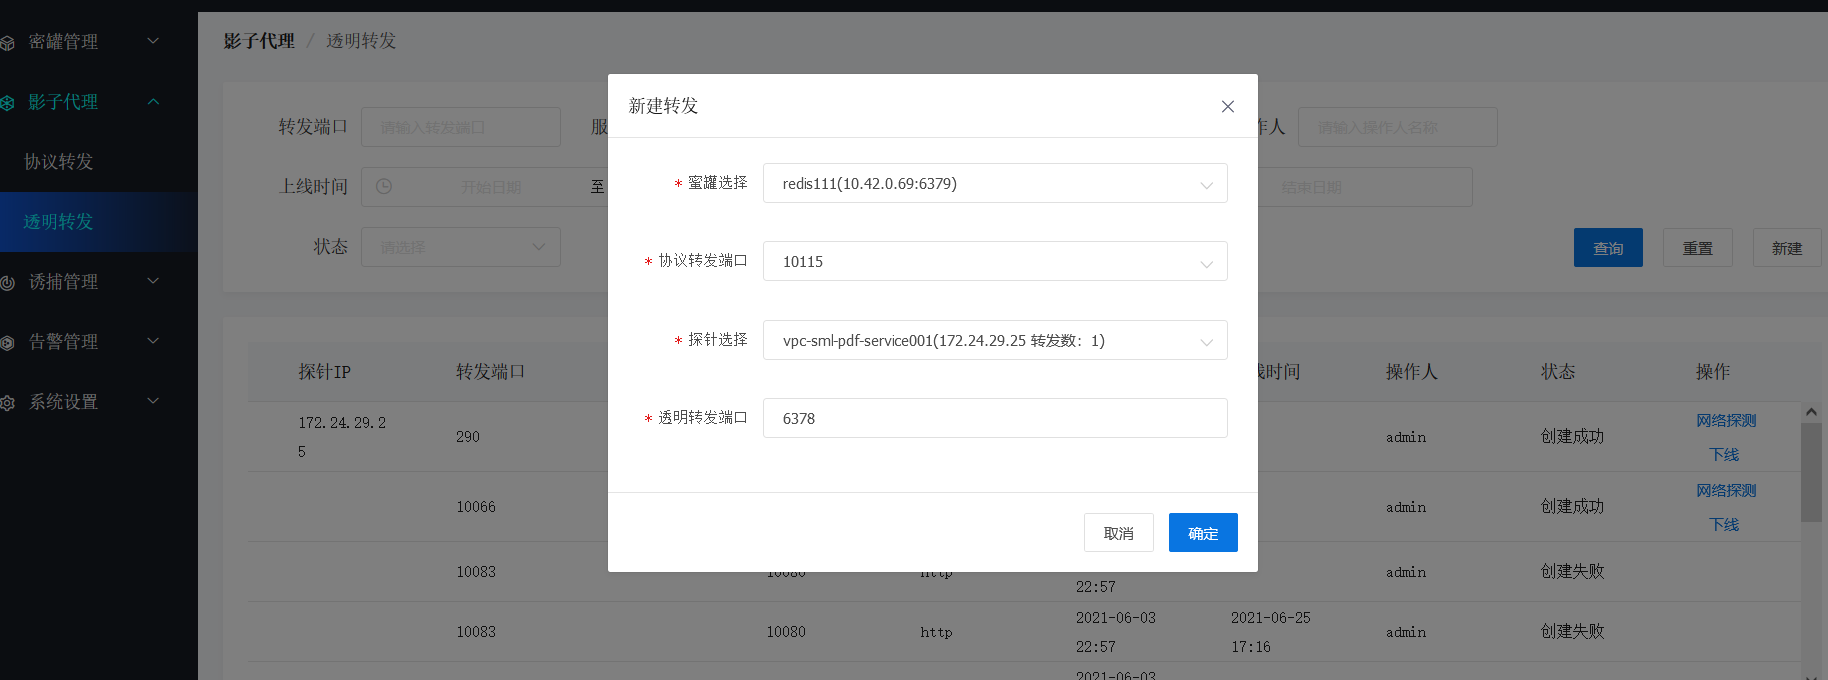 密罐管理
影子代理
协议转发
透明转发
诱捕管理
告警管理
系统设置
影子代理 / 透明转发
转发端口 请输入转发端口 服 作人 请输入操作人名称
上线时间 开始日期 至 结束日期
状态 请选择
查询 重置 新建
新建转发
* 蜜罐选择 redis111(10.42.0.69:6379)
* 协议转发端口 10115
* 探针选择 vpc-sml-pdf-service001(172.24.29.25 转发数：1)
* 透明转发端口 6378
取消 确定
探针IP 转发端口 线时间 操作人 状态 操作
172.24.29.2
5 290 admin 创建成功 网络探测
下线
10066 admin 创建成功 网络探测
下线
10083 10080 http 22:57 admin 创建失败
10083 10080 http 2021-06-03
22:57 2021-06-25
17:16 admin 创建失败
2021-06-03